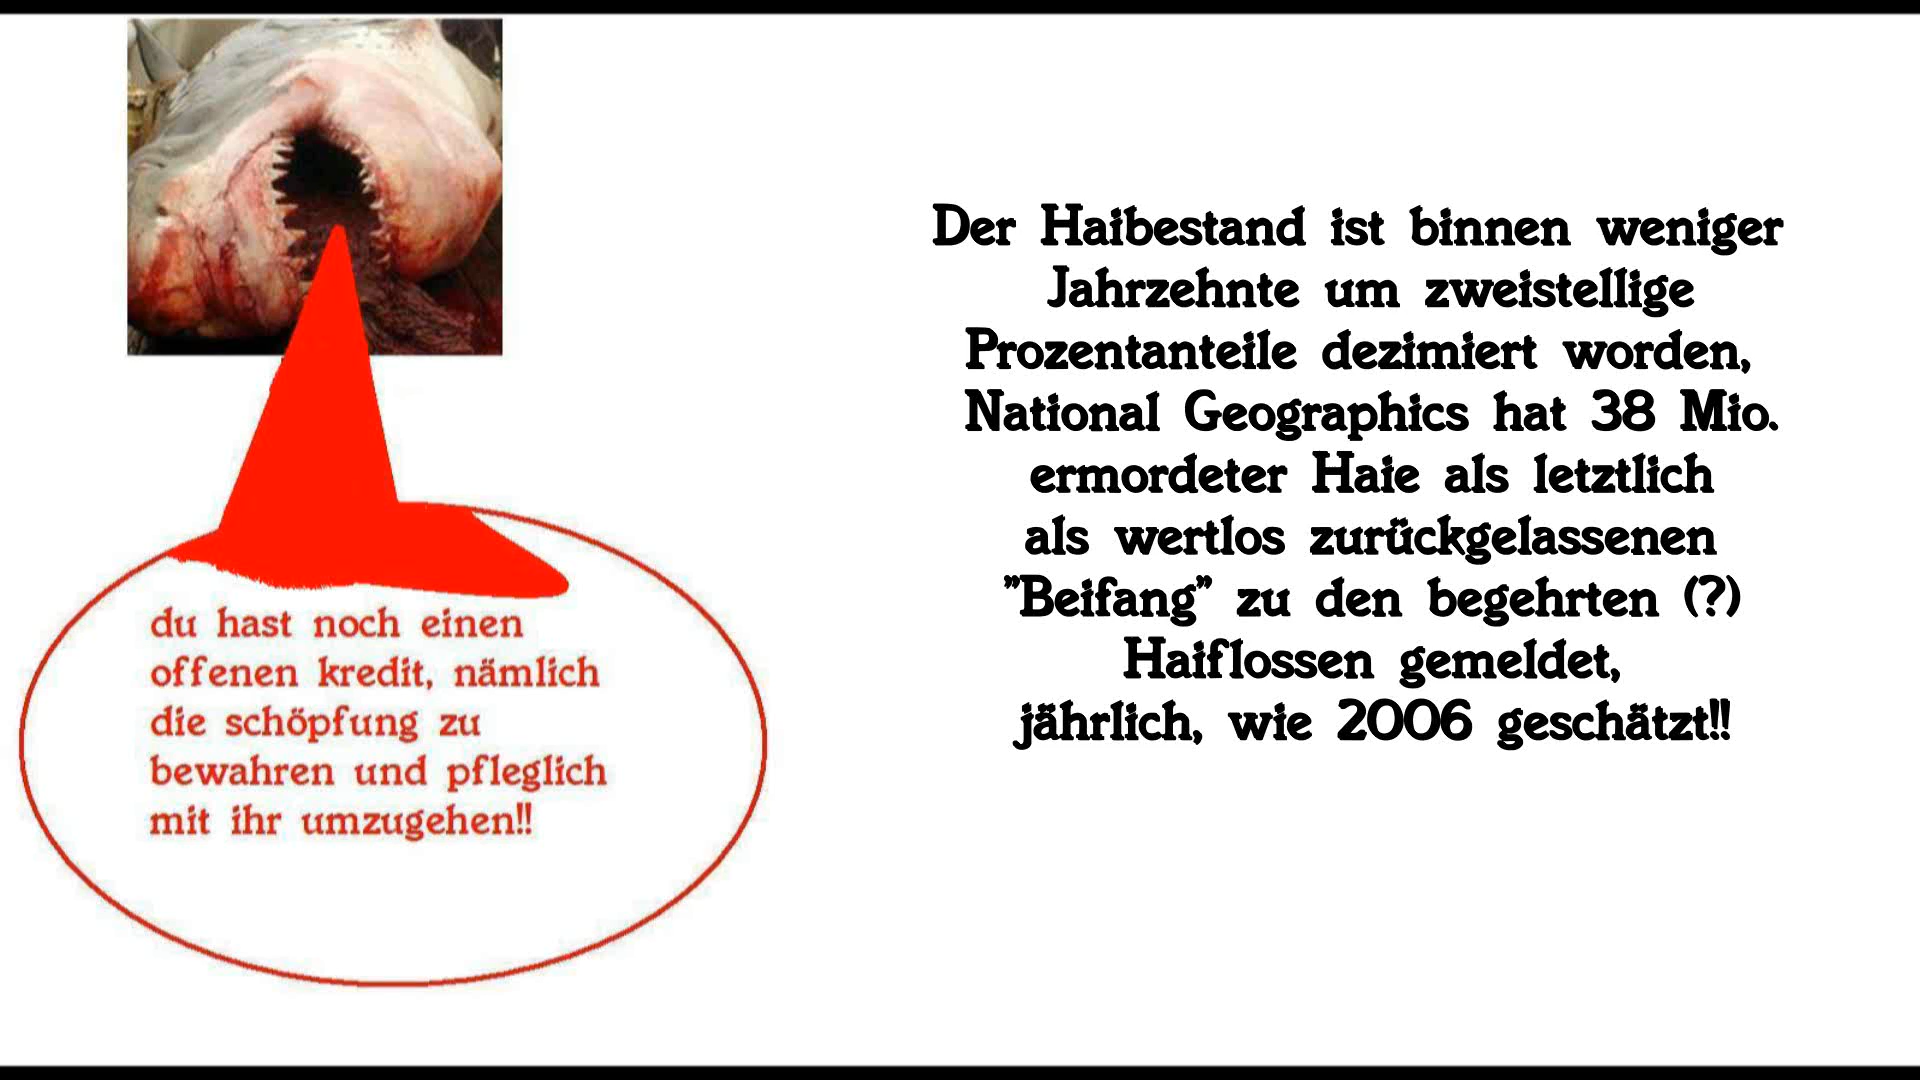 du hast noch einen
offenen kredit, nämlich
die schöpfung zu
bewahren und pfleglich
mit ihr umzugehen!!
Der Haibestand ist binnen weniger
Jahrzehnte um zweistellige
Prozentanteile dezimiert worden,
National Geographics hat 38 Mio.
ermordeter Haie als letztlich
als wertlos zurückgelassenen
"Beifang" zu den begehrten (?)
Haiflossen gemeldet,
jährlich, wie 2006 geschätzt!!